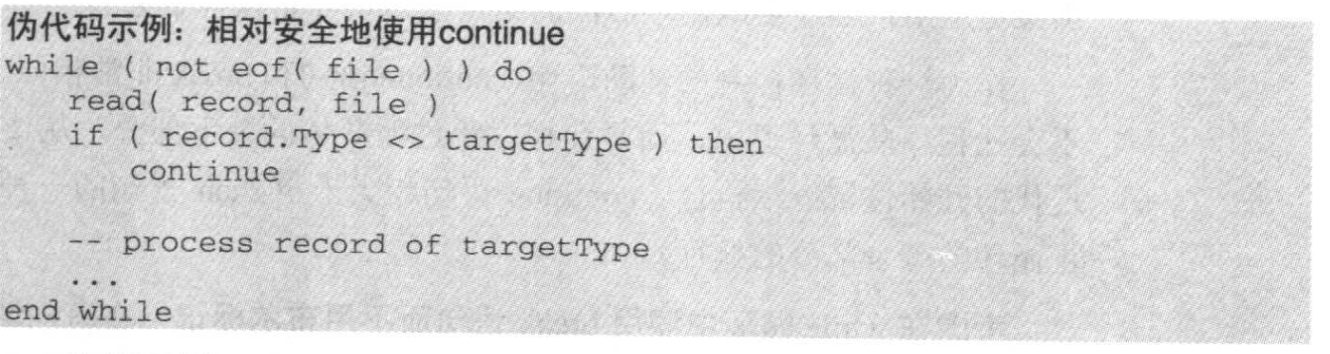 伪代码示例：相对安全地使用continue
while ( not eof( file ) ) do
   read( record, file )
   if ( record.Type <> targetType ) then
      continue

   -- process record of targetType
   ...
end while